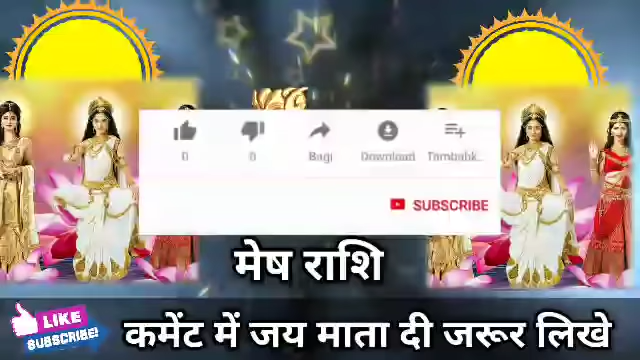 0 0 Bagi Download Tambahk..
SUBSCRIBE
मेष राशि
LIKE
SUBSCRIBE!
कमेंट में जय माता दी जरूर लिखे